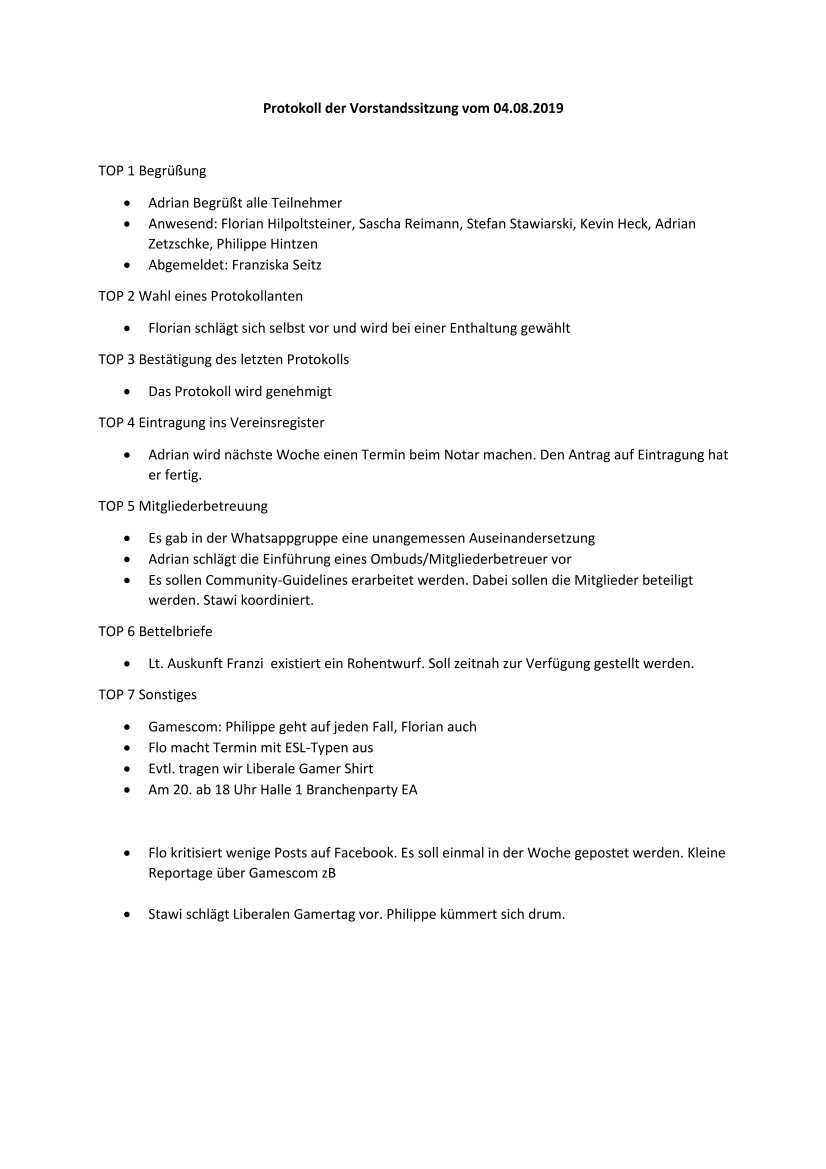 Protokoll der Vorstandssitzung vom 04.08.2019
TOP 1 Begrüßung
• Adrian Begrüßt alle Teilnehmer
• Anwesend: Florian Hilpoltsteiner, Sascha Reimann, Stefan Stawiarski, Kevin Heck, Adrian
Zetzschke, Philippe Hintzen
• Abgemeldet: Franziska Seitz
TOP 2 Wahl eines Protokollanten
• Florian schlägt sich selbst vor und wird bei einer Enthaltung gewählt
TOP 3 Bestätigung des letzten Protokolls
• Das Protokoll wird genehmigt
TOP 4 Eintragung ins Vereinsregister
• Adrian wird nächste Woche einen Termin beim Notar machen. Den Antrag auf Eintragung hat
er fertig.
TOP 5 Mitgliederbetreuung
• Es gab in der Whatsappgruppe eine unangemessen Auseinandersetzung
• Adrian schlägt die Einführung eines Ombuds/Mitgliederbetreuer vor
• Es sollen Community-Guidelines erarbeitet werden. Dabei sollen die Mitglieder beteiligt
werden. Stawi koordiniert.
TOP 6 Bettelbriefe
• Lt. Auskunft Franzi  existiert ein Rohentwurf. Soll zeitnah zur Verfügung gestellt werden.
TOP 7 Sonstiges
• Gamescom: Philippe geht auf jeden Fall, Florian auch
• Flo macht Termin mit ESL-Typen aus
• Evtl. tragen wir Liberale Gamer Shirt
• Am 20. ab 18 Uhr Halle 1 Branchenparty EA
• Flo kritisiert wenige Posts auf Facebook. Es soll einmal in der Woche gepostet werden. Kleine
Reportage über Gamescom zB
• Stawi schlägt Liberalen Gamertag vor. Philippe kümmert sich drum.